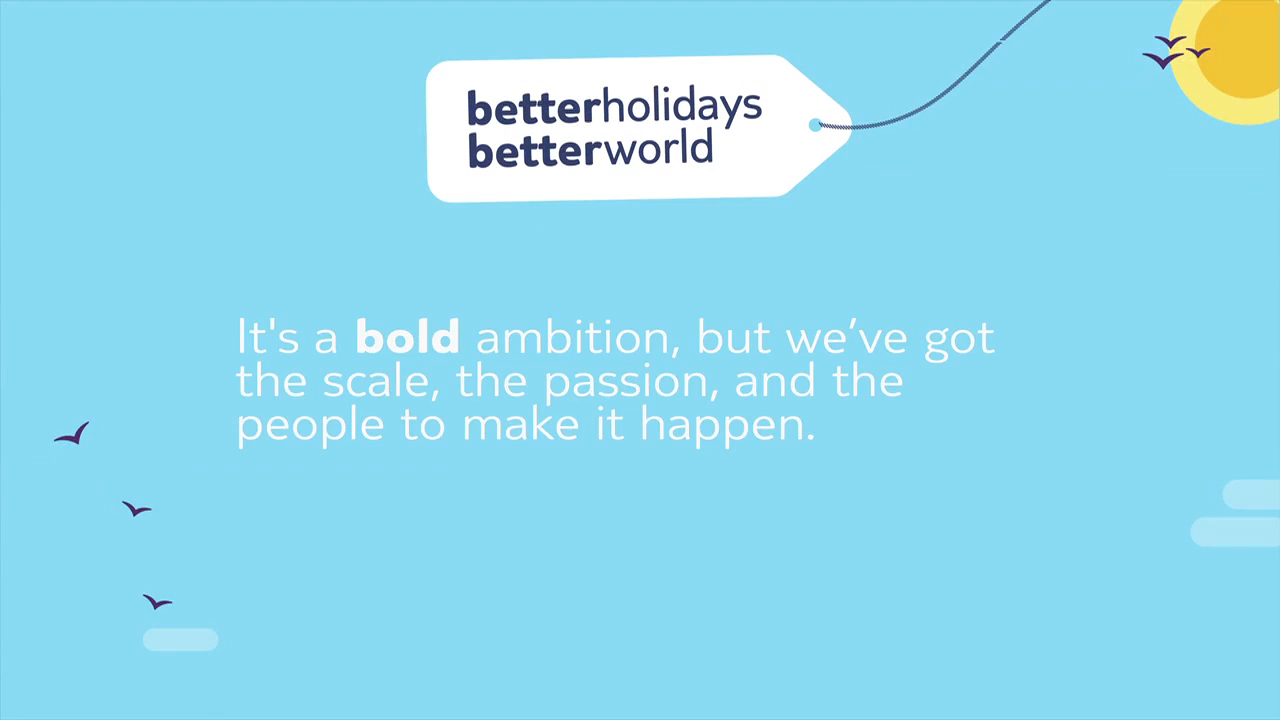 betterholidays
betterworld
It's a bold ambition, but we’ve got
the scale, the passion, and the
people to make it happen.